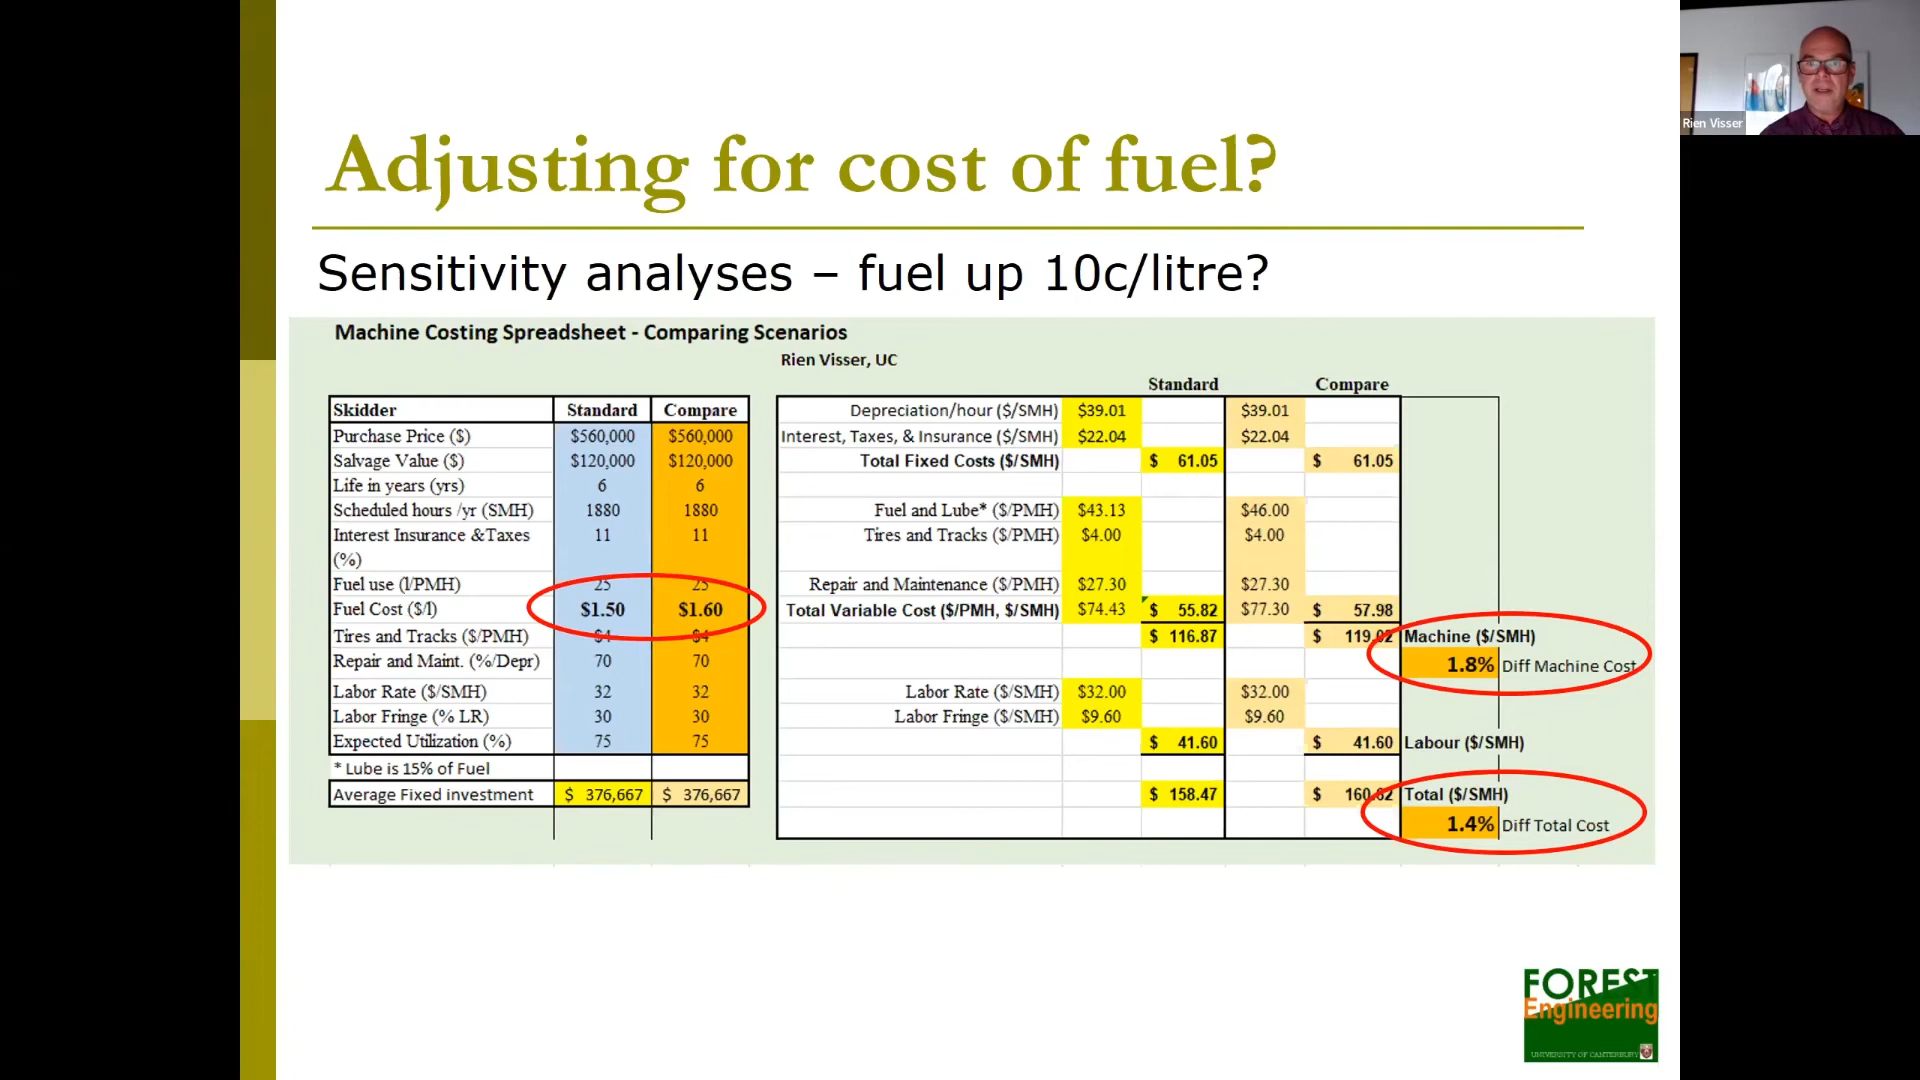 Rien Visser
Adjusting for cost of fuel?
Sensitivity analyses – fuel up 10c/litre?
Machine Costing Spreadsheet - Comparing Scenarios
Rien Visser, UC
Standard Compare
Skidder Standard Compare
Purchase Price ($) $560,000 $560,000
Salvage Value ($) $120,000 $120,000
Life in years (yrs) 6 6
Scheduled hours /yr (SMH) 1880 1880
Interest Insurance &Taxes 11 11
(%)
Fuel use (l/PMH) 25 25
Fuel Cost ($/l) $1.50 $1.60
Tires and Tracks ($/PMH) $4 $4
Repair and Maint. (%/Depr) 70 70
Labor Rate ($/SMH) 32 32
Labor Fringe (% LR) 30 30
Expected Utilization (%) 75 75
* Lube is 15% of Fuel
Average Fixed investment $ 376,667 $ 376,667
Depreciation/hour ($/SMH) $39.01 $39.01
Interest, Taxes, & Insurance ($/SMH) $22.04 $22.04
Total Fixed Costs ($/SMH) $ 61.05 $ 61.05
Fuel and Lube* ($/PMH) $43.13 $46.00
Tires and Tracks ($/PMH) $4.00 $4.00
Repair and Maintenance ($/PMH) $27.30 $27.30
Total Variable Cost ($/PMH, $/SMH) $74.43 $ 55.82 $77.30 $ 57.98
$ 116.87 $ 119.02 Machine ($/SMH)
1.8% Diff Machine Cost
Labor Rate ($/SMH) $32.00 $32.00
Labor Fringe ($/SMH) $9.60 $9.60
$ 41.60 $ 41.60 Labour ($/SMH)
$ 158.47 $ 160.62 Total ($/SMH)
1.4% Diff Total Cost
FOREST
Engineering
UNIVERSITY OF CANTERBURY